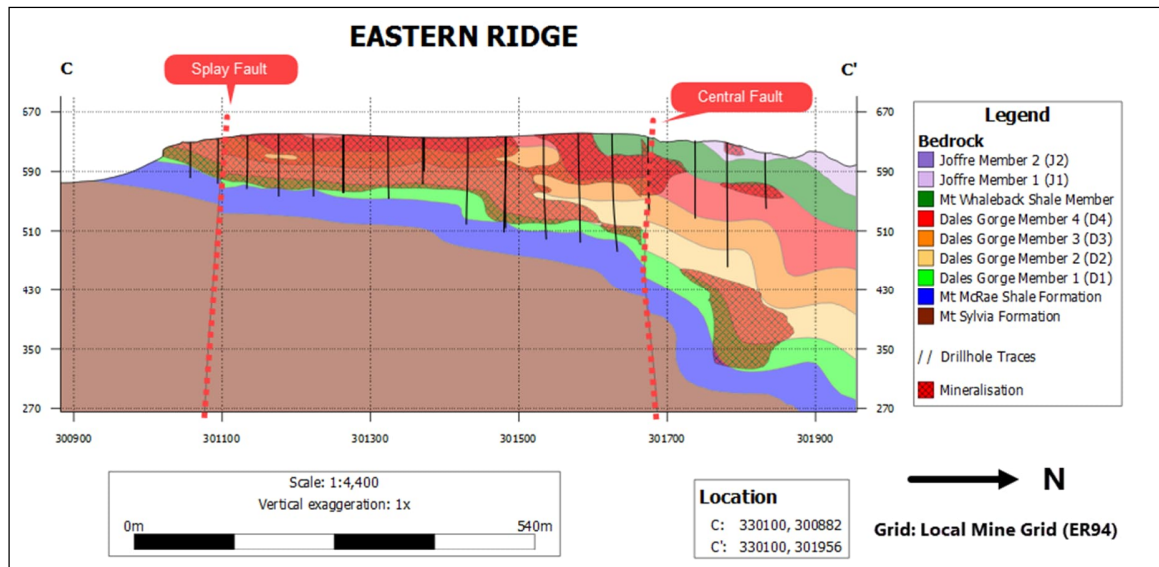 EASTERN RIDGE
C
C'
Splay Fault
Central Fault
670
590
510
430
350
270
670
590
510
430
350
270
300900
301100
301300
301500
301700
301900
Legend
Bedrock
Joffre Member 2 (J2)
Joffre Member 1 (J1)
Mt Whaleback Shale Member
Dales Gorge Member 4 (D4)
Dales Gorge Member 3 (D3)
Dales Gorge Member 2 (D2)
Dales Gorge Member 1 (D1)
Mt McRae Shale Formation
Mt Sylvia Formation
// Drillhole Traces
Mineralisation
Scale: 1:4,400
Vertical exaggeration: 1x
0m 540m
Location
C: 330100, 300882
C': 330100, 301956
N
Grid: Local Mine Grid (ER94)